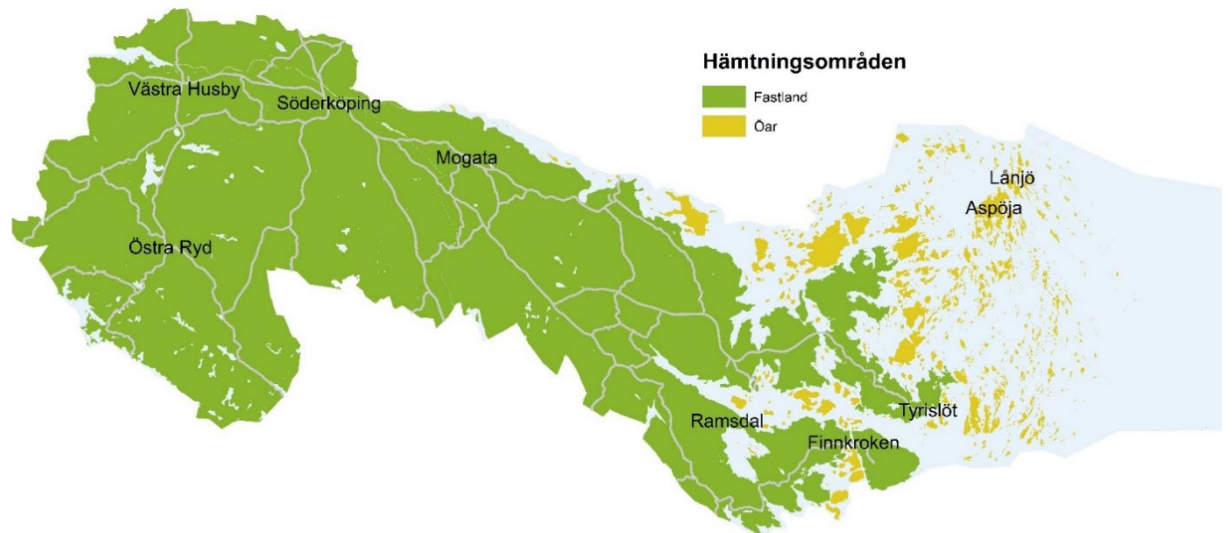 Hämtningsområden
Fastland
Öar
Västra Husby
Söderköping
Mogata
Lånjö
Aspöja
Östra Ryd
Ramsdal
Tyrislöt
Finnkroken